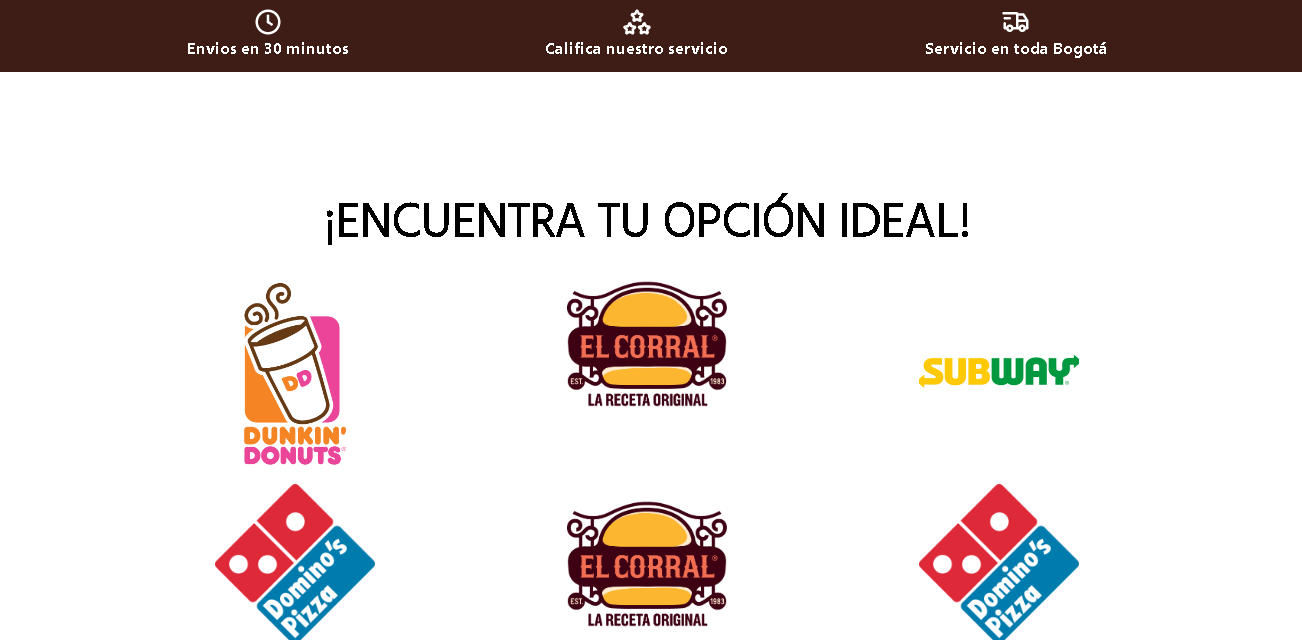 Envios en 30 minutos
Califica nuestro servicio
Servicio en toda Bogotá
¡ENCUENTRA TU OPCIÓN IDEAL!
DD
DUNKIN'
DONUTS
EL CORRAL®
EST. 1983
LA RECETA ORIGINAL
SUBWAY®
Domino's
Pizza
EL CORRAL®
EST. 1983
LA RECETA ORIGINAL
Domino's
Pizza